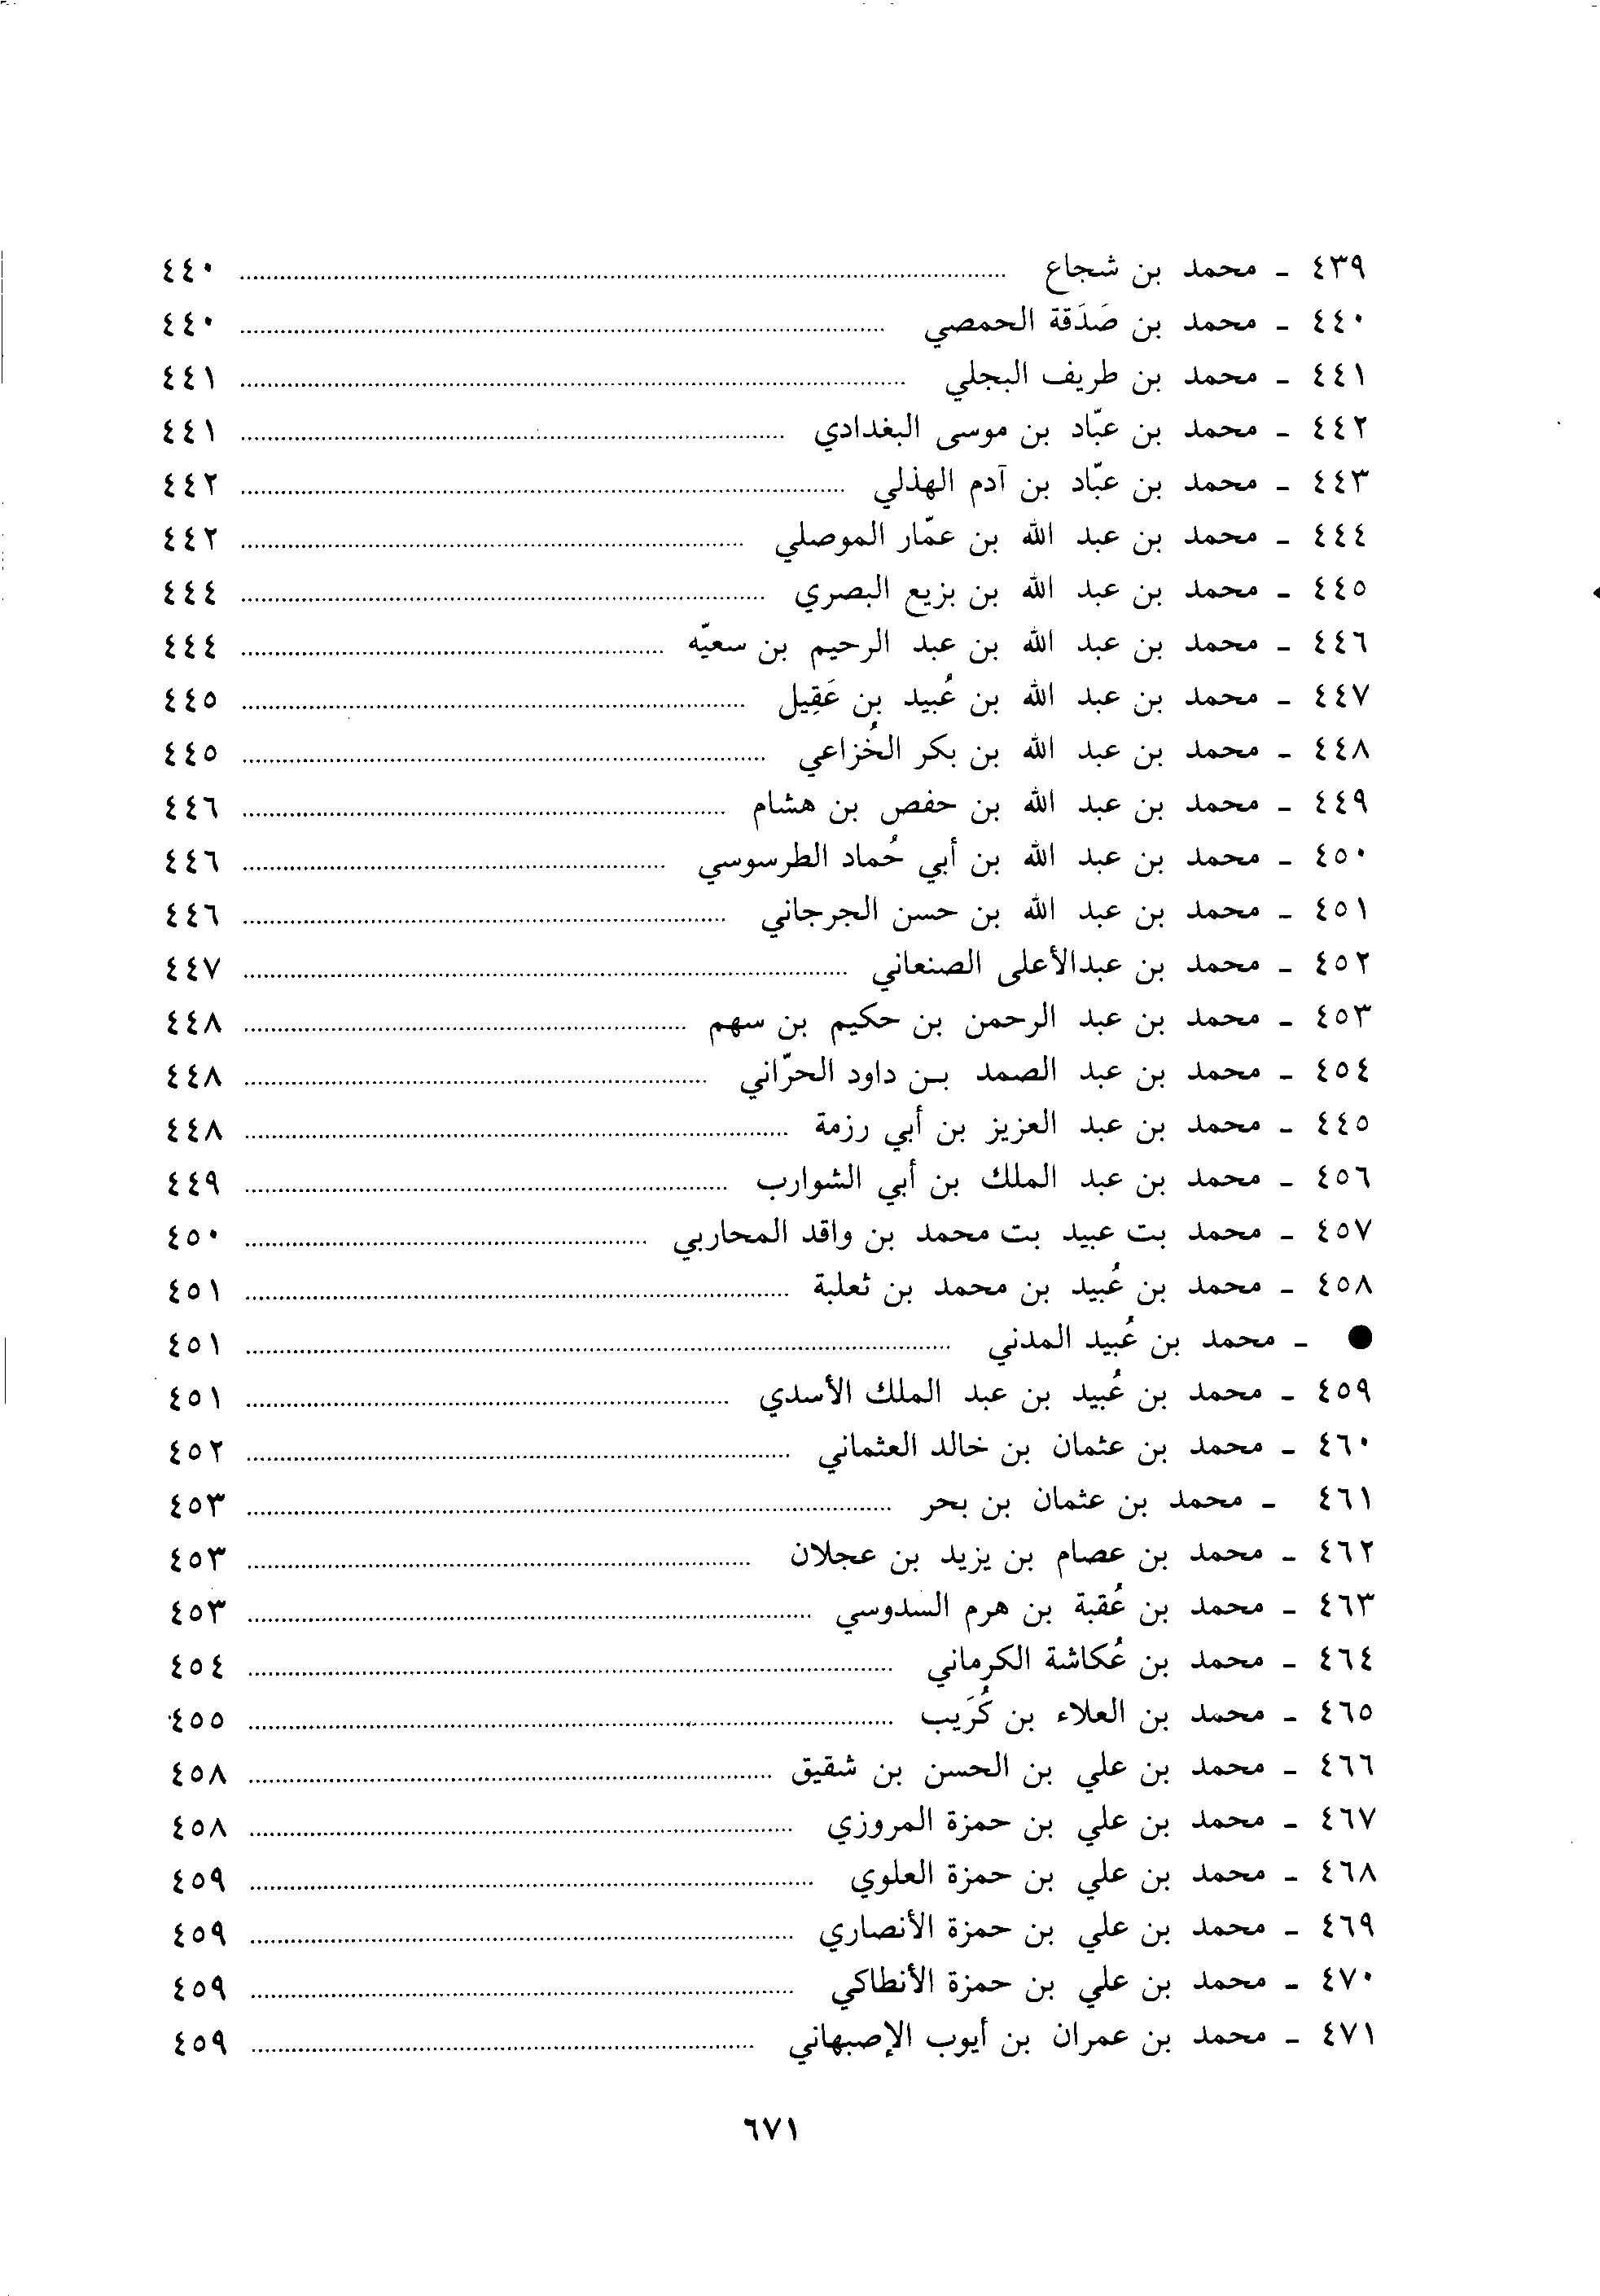 ٤٣٩ ـ محمد بن شجاع ........ ٤٤٠
٤٤٠ ـ محمد بن صَدَقة الحمصي ........ ٤٤٠
٤٤١ ـ محمد بن طريف البجلي ........ ٤٤١
٤٤٢ ـ محمد بن عبّاد بن موسى البغدادي ........ ٤٤١
٤٤٣ ـ محمد بن عبّاد بن آدم الهذلي ........ ٤٤٢
٤٤٤ ـ محمد بن عبد الله بن عمّار الموصلي ........ ٤٤٢
٤٤٥ ـ محمد بن عبد الله بن بزيع البصري ........ ٤٤٤
٤٤٦ ـ محمد بن عبد الله بن عبد الرحيم بن سعيّه ........ ٤٤٤
٤٤٧ ـ محمد بن عبد الله بن عُبيد بن عَقِيل ........ ٤٤٥
٤٤٨ ـ محمد بن عبد الله بن بكر الخُزاعي ........ ٤٤٥
٤٤٩ ـ محمد بن عبد الله بن حفص بن هشام ........ ٤٤٦
٤٥٠ ـ محمد بن عبد الله بن أبي حُماد الطرسوسي ........ ٤٤٦
٤٥١ ـ محمد بن عبد الله بن حسن الجرجاني ........ ٤٤٦
٤٥٢ ـ محمد بن عبدالأعلى الصنعاني ........ ٤٤٧
٤٥٣ ـ محمد بن عبد الرحمن بن حكيم بن سهم ........ ٤٤٨
٤٥٤ ـ محمد بن عبد الصمد بـن داود الحرّاني ........ ٤٤٨
٤٤٥ ـ محمد بن عبد العزيز بن أبي رزمة ........ ٤٤٨
٤٥٦ ـ محمد بن عبد الملك بن أبي الشوارب ........ ٤٤٩
٤٥٧ ـ محمد بت عبيد بت محمد بن واقد المحاربي ........ ٤٥٠
٤٥٨ ـ محمد بن عُبيد بن محمد بن ثعلبة ........ ٤٥١
● ـ محمد بن عُبيد المدني ........ ٤٥١
٤٥٩ ـ محمد بن عُبيد بن عبد الملك الأسدي ........ ٤٥١
٤٦٠ ـ محمد بن عثمان بن خالد العثماني ........ ٤٥٢
٤٦١ ـ محمد بن عثمان بن بحر ........ ٤٥٣
٤٦٢ ـ محمد بن عصام بن يزيد بن عجلان ........ ٤٥٣
٤٦٣ ـ محمد بن عُقبة بن هرم السدوسي ........ ٤٥٣
٤٦٤ ـ محمد بن عُكاشة الكرماني ........ ٤٥٤
٤٦٥ ـ محمد بن العلاء بن كُرَيب ........ ٤٥٥
٤٦٦ ـ محمد بن علي بن الحسن بن شقيق ........ ٤٥٨
٤٦٧ ـ محمد بن علي بن حمزة المروزي ........ ٤٥٨
٤٦٨ ـ محمد بن علي بن حمزة العلوي ........ ٤٥٩
٤٦٩ ـ محمد بن علي بن حمزة الأنصاري ........ ٤٥٩
٤٧٠ ـ محمد بن علي بن حمزة الأنطاكي ........ ٤٥٩
٤٧١ ـ محمد بن عمران بن أيوب الإصبهاني ........ ٤٥٩
٦٧١